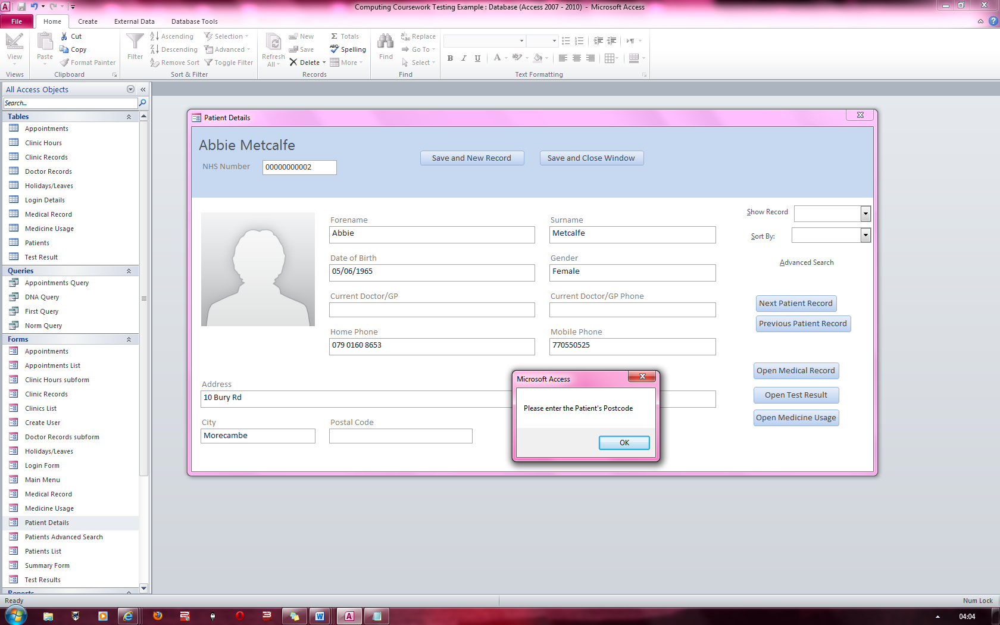 Computing Coursework Testing Example : Database (Access 2007 - 2010) - Microsoft Access
File Home Create External Data Database Tools
View
Views
Paste
Cut
Copy
Format Painter
Clipboard
Filter
Ascending
Descending
Remove Sort
Selection
Advanced
Toggle Filter
Sort & Filter
Refresh
All
New
Save
Delete
Totals
Spelling
More
Records
Find
Replace
Go To
Select
Find
B I U A
Text Formatting
All Access Objects
Search...
Tables
Appointments
Clinic Hours
Clinic Records
Doctor Records
Holidays/Leaves
Login Details
Medical Record
Medicine Usage
Patients
Test Result
Queries
Appointments Query
DNA Query
First Query
Norm Query
Forms
Appointments
Appointments List
Clinic Hours subform
Clinic Records
Clinics List
Create User
Doctor Records subform
Holidays/Leaves
Login Form
Main Menu
Medical Record
Medicine Usage
Patient Details
Patients Advanced Search
Patients List
Summary Form
Test Results
Reports
Patient Details
Abbie Metcalfe
NHS Number 00000000002
Save and New Record Save and Close Window
Forename
Abbie
Surname
Metcalfe
Date of Birth
05/06/1965
Gender
Female
Current Doctor/GP
Current Doctor/GP Phone
Home Phone
079 0160 8653
Mobile Phone
770550525
Address
10 Bury Rd
City
Morecambe
Postal Code
Show Record
Sort By:
Advanced Search
Next Patient Record
Previous Patient Record
Open Medical Record
Open Test Result
Open Medicine Usage
Microsoft Access
Please enter the Patient's Postcode
OK
Ready
Num Lock
04:04